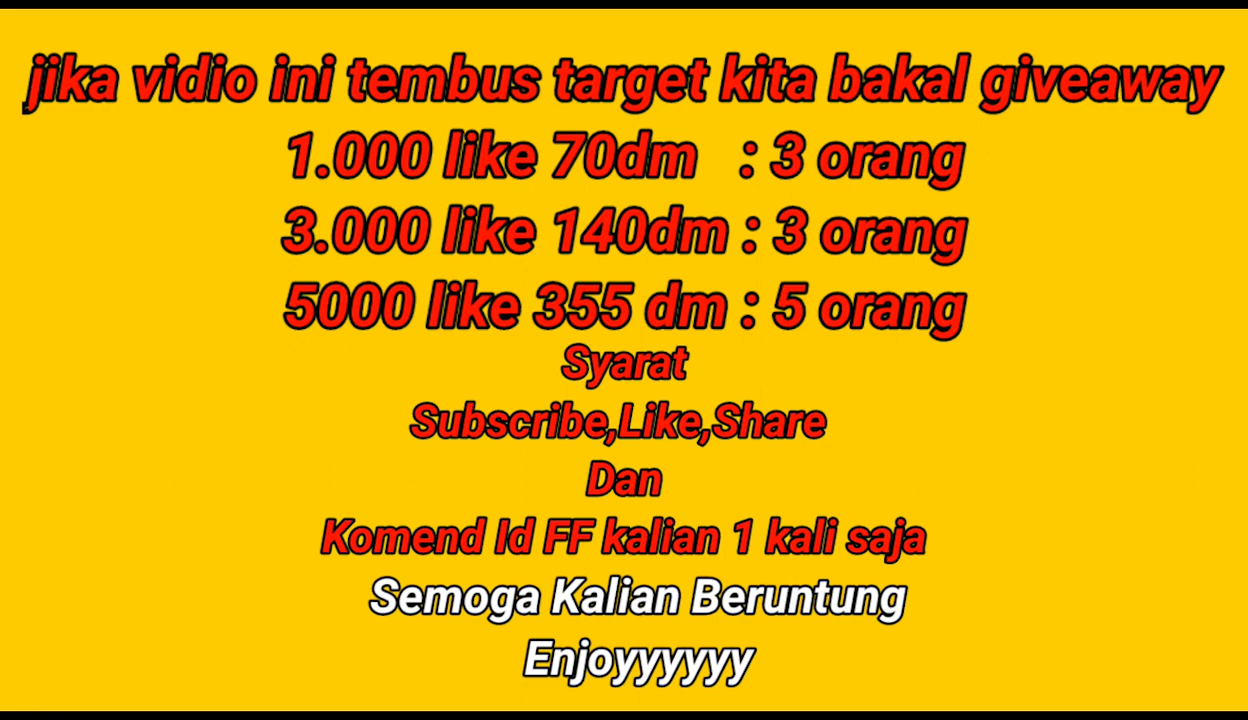 jika vidio ini tembus target kita bakal giveaway
1.000 like 70dm : 3 orang
3.000 like 140dm : 3 orang
5000 like 355 dm : 5 orang
Syarat
Subscribe,Like,Share
Dan
Komend Id FF kalian 1 kali saja
Semoga Kalian Beruntung
Enjoyyyyyy